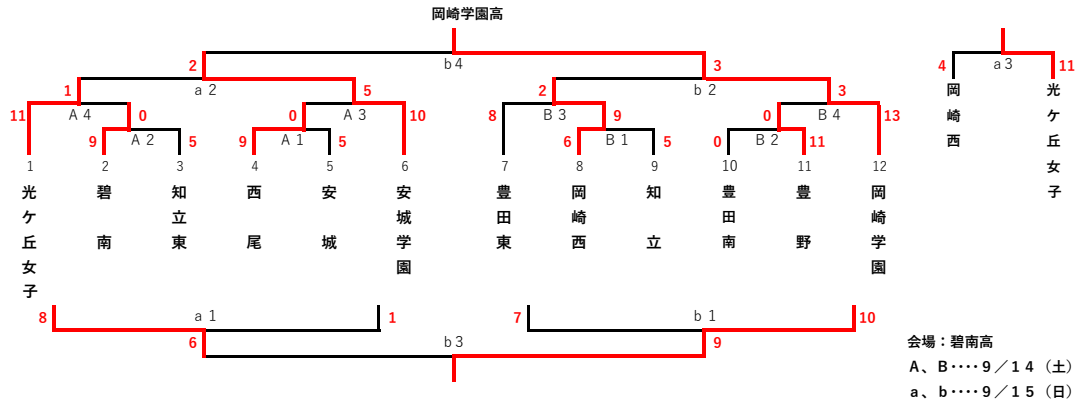 岡崎学園高
2 b4 3 4 a3 11
1 a2 5 2 b2 3
11 A4 0 0 A3 10 8 B3 9 0 B4 13
9 A2 5 9 A1 5 6 B1 9 0 B2 11
1 2 3 4 5 6 7 8 9 10 11 12
光ケ丘女子
碧南
知立東
西尾
安城
安城学園
豊田東
岡崎西
知立
豊田南
豊野
岡崎学園
岡崎西
光ケ丘女子
8 a1 1 7 b1 10
6 b3 9
会場：碧南高
A、B‥‥９／１４（土）
a、b‥‥９／１５（日）